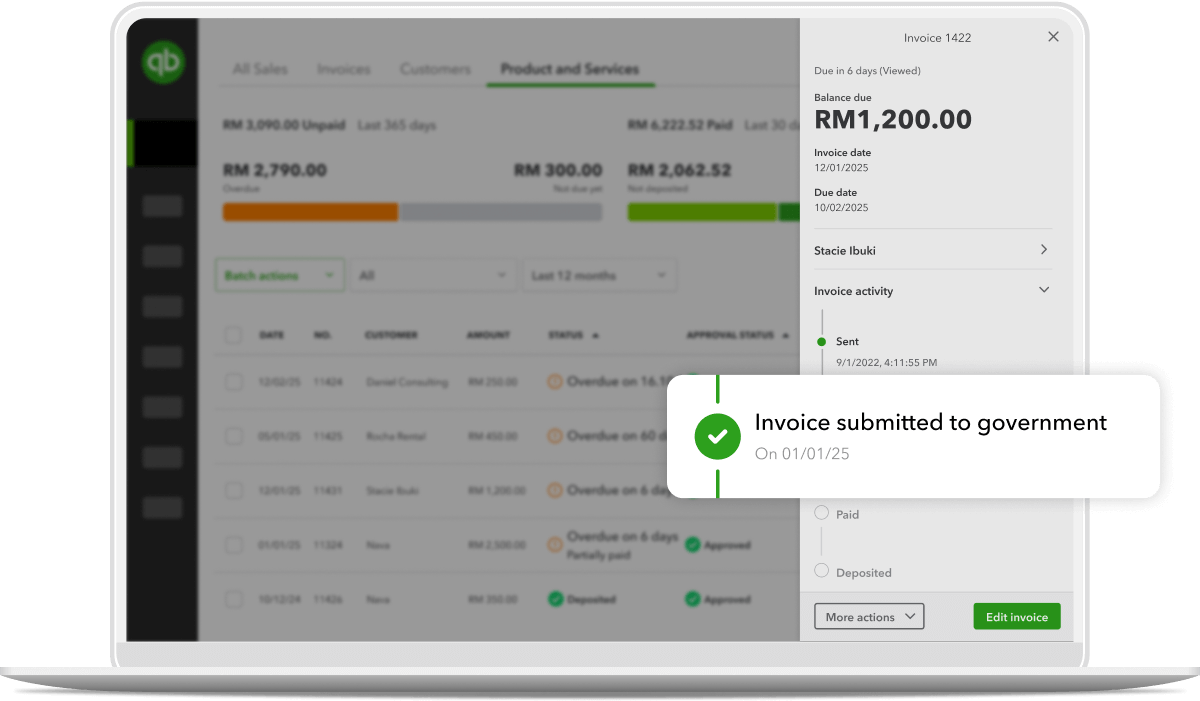 qb
All Sales Invoices Customers Product and Services
RM 3,090.00 Unpaid Last 365 days
RM 6,222.52 Paid Last 30
RM 2,790.00 RM 300.00 RM 2,062.52
Overdue Not due yet Not deposited
Batch actions All Last 12 months
DATE NO. CUSTOMER AMOUNT STATUS APPROVAL STATUS
12/02/25 11424 Daniel Consulting RM 250.00 Overdue on 16.1
05/01/25 11425 Rocha Rental RM 450.00 Overdue on 60 d
12/01/25 11431 Stacie Ibuki RM 1,200.00 Overdue on 6 day
01/01/25 11324 Nava RM 2,500.00 Overdue on 6 days Approved
Partially paid
10/12/24 11426 Nava RM 350.00 Deposited Approved
Invoice 1422
Due in 6 days (Viewed)
Balance due
RM1,200.00
Invoice date
12/01/2025
Due date
10/02/2025
Stacie Ibuki
Invoice activity
Sent
9/1/2022, 4:11:55 PM
Invoice submitted to government
On 01/01/25
Paid
Deposited
More actions Edit invoice